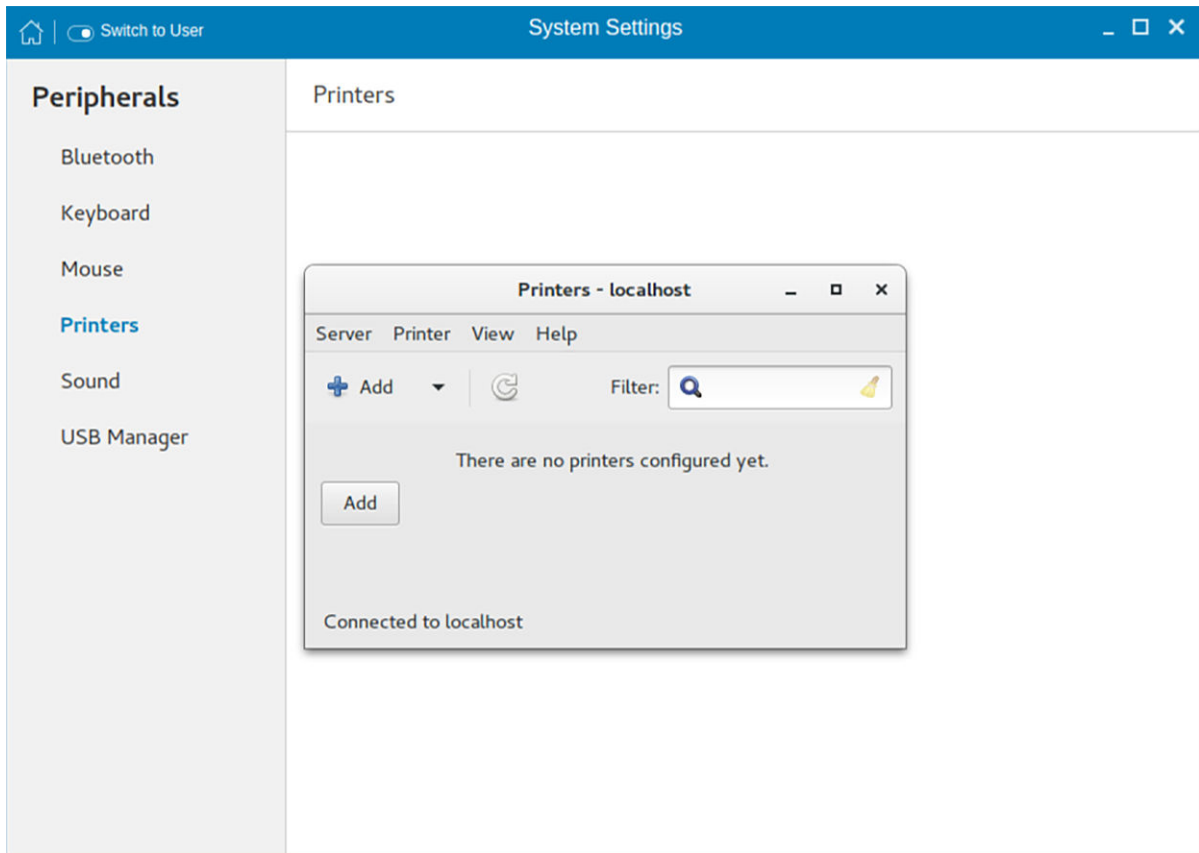 Switch to User
System Settings
Peripherals
Printers
Bluetooth
Keyboard
Mouse
Printers
Sound
USB Manager
Printers - localhost
Server Printer View Help
Add Filter:
There are no printers configured yet.
Add
Connected to localhost